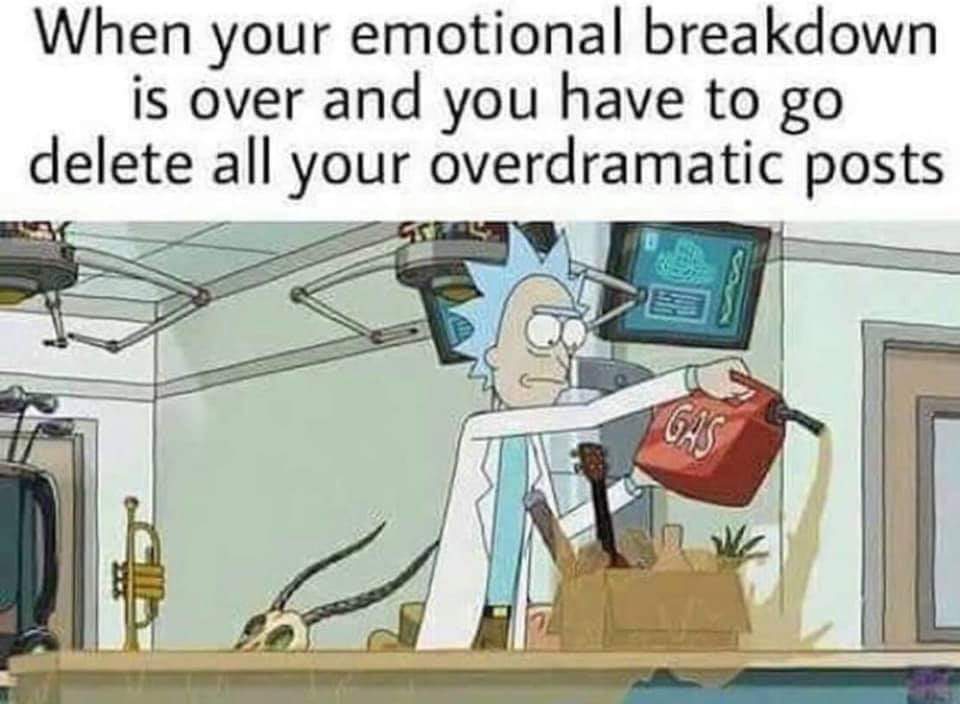 When your emotional breakdown
is over and you have to go
delete all your overdramatic posts
GAS